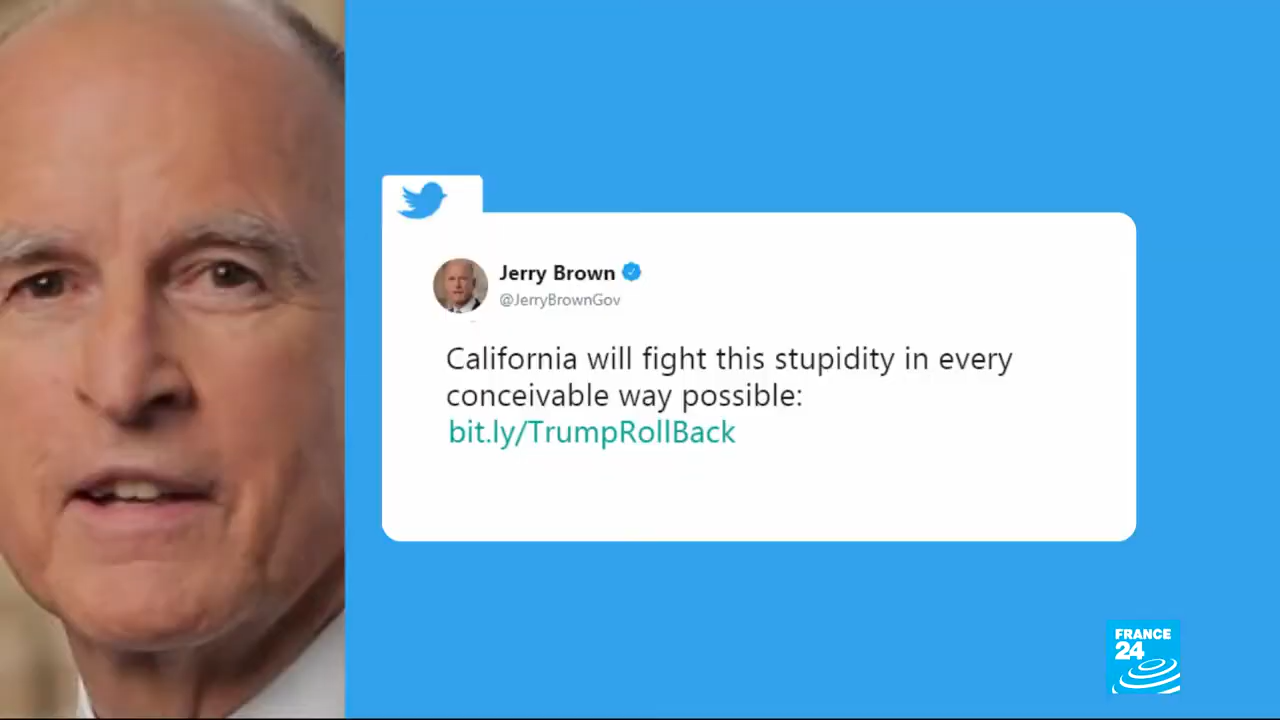 Jerry Brown
@JerryBrownGov
California will fight this stupidity in every
conceivable way possible:
bit.ly/TrumpRollBack
FRANCE
24